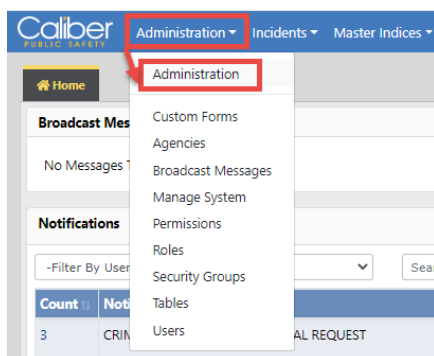 Caliber
PUBLIC SAFETY
Administration Incidents Master Indices
Home
Administration
Broadcast Mes
Custom Forms
Agencies
No Messages
Broadcast Messages
Manage System
Notifications
Permissions
Roles
-Filter By User
Sea
Security Groups
Count Noti
Tables
3 CRIM
Users
AL REQUEST